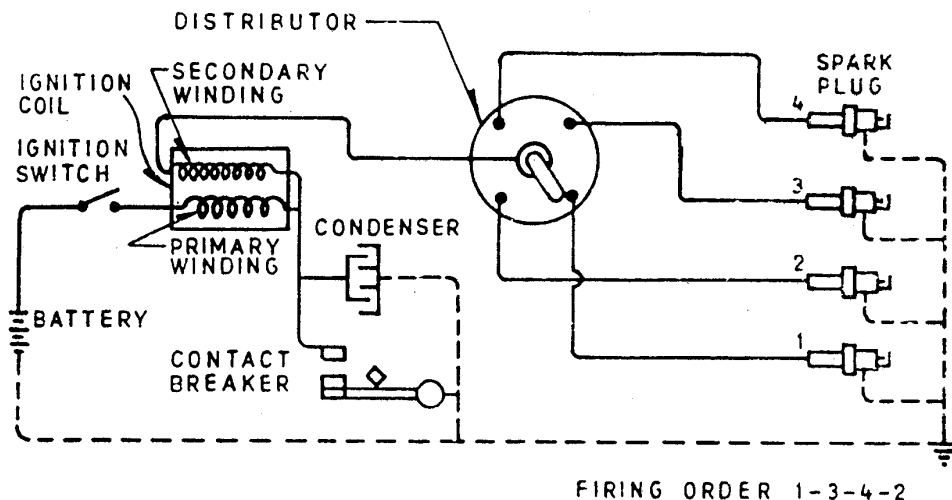 DISTRIBUTOR
SPARK
PLUG
SECONDARY
WINDING
IGNITION
COIL
IGNITION
SWITCH
4
3
2
1
PRIMARY
WINDING
CONDENSER
BATTERY
CONTACT
BREAKER
FIRING ORDER 1-3-4-2